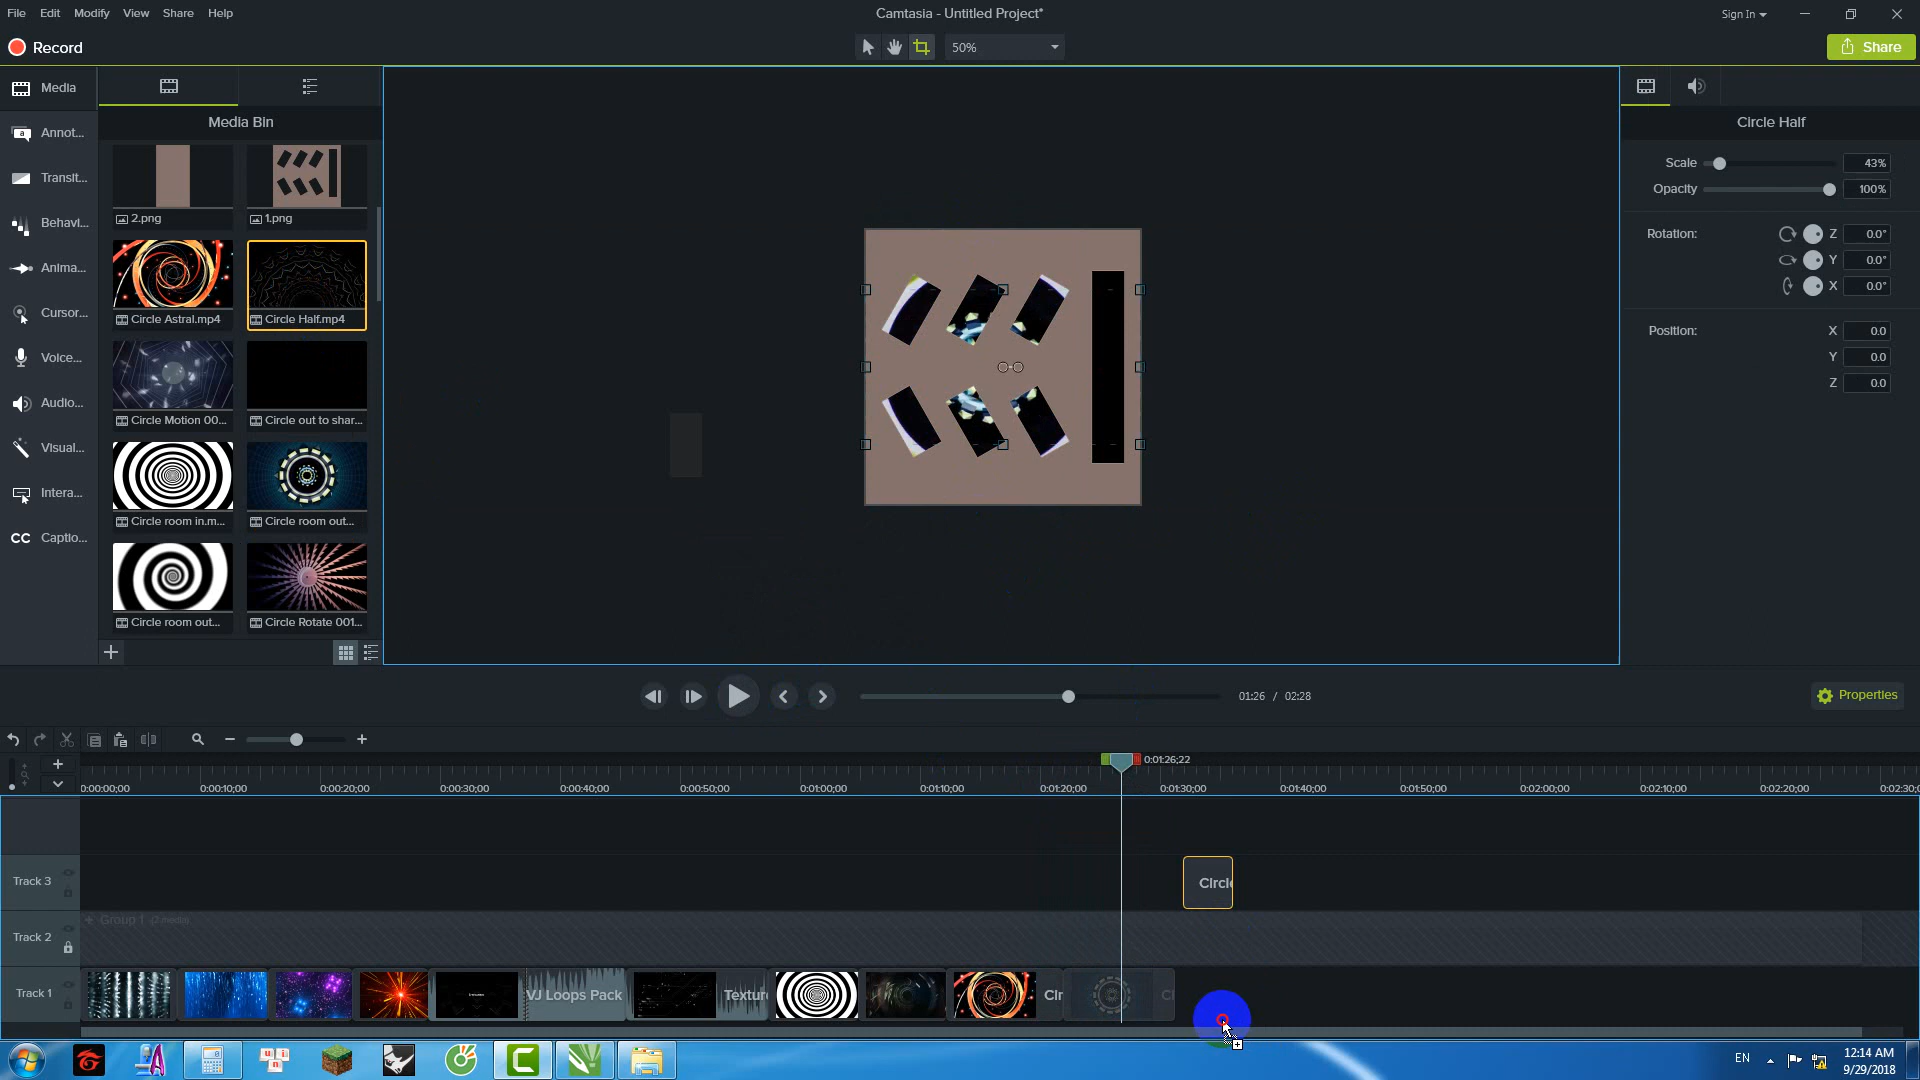 File Edit Modify View Share Help
Camtasia - Untitled Project*
Sign In
Record
50%
Share
Media
Annot...
Transit...
Behavi...
Anima...
Cursor...
Voice...
Audio...
Visual...
Intera...
CC Captio...
Media Bin
2.png
1.png
Circle Astral.mp4
Circle Half.mp4
Circle Motion 00...
Circle out to shar...
Circle room in.m...
Circle room out...
Circle room out...
Circle Rotate 001...
Circle Half
Scale 43%
Opacity 100%
Rotation: Z 0.0°
Y 0.0°
X 0.0°
Position: X 0.0
Y 0.0
Z 0.0
01:26 / 02:28
Properties
0:01:26;22
0:00:00;00 0:00:10;00 0:00:20;00 0:00:30;00 0:00:40;00 0:00:50;00 0:01:00;00 0:01:10;00 0:01:20;00 0:01:30;00 0:01:40;00 0:01:50;00 0:02:00;00 0:02:10;00 0:02:20;00 0:02:30;0
Track 3
Circle
Track 2
+ Group 1 (7 media)
Track 1
VJ Loops Pack
Textur
Cir
Ci
EN
12:14 AM
9/29/2018